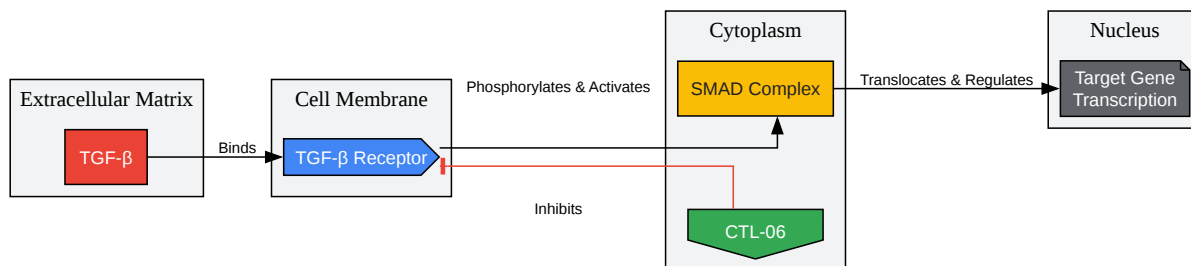 Extracellular Matrix
TGF-β
Binds
Cell Membrane
TGF-β Receptor
Phosphorylates & Activates
Inhibits
Cytoplasm
SMAD Complex
CTL-06
Translocates & Regulates
Nucleus
Target Gene
Transcription